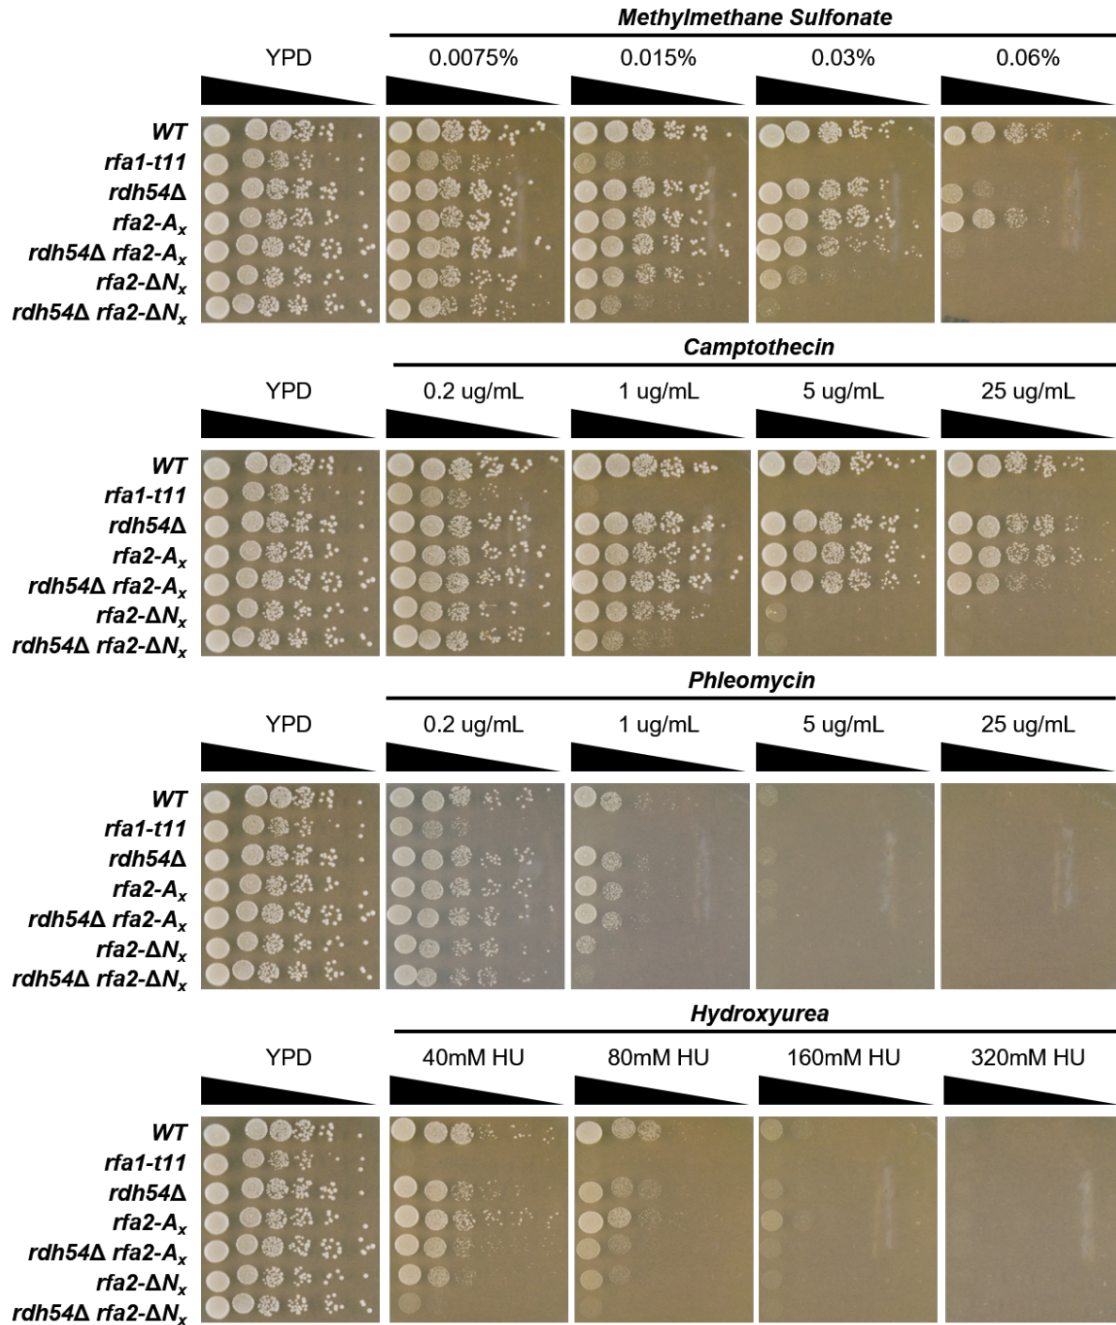 Methylmethane Sulfonate
YPD 0.0075% 0.015% 0.03% 0.06%
WT
rfa1-t11
rdh54Δ
rfa2-Aₓ
rdh54Δ rfa2-Aₓ
rfa2-ΔNₓ
rdh54Δ rfa2-ΔNₓ
Camptothecin
YPD 0.2 ug/mL 1 ug/mL 5 ug/mL 25 ug/mL
WT
rfa1-t11
rdh54Δ
rfa2-Aₓ
rdh54Δ rfa2-Aₓ
rfa2-ΔNₓ
rdh54Δ rfa2-ΔNₓ
Phleomycin
YPD 0.2 ug/mL 1 ug/mL 5 ug/mL 25 ug/mL
WT
rfa1-t11
rdh54Δ
rfa2-Aₓ
rdh54Δ rfa2-Aₓ
rfa2-ΔNₓ
rdh54Δ rfa2-ΔNₓ
Hydroxyurea
YPD 40mM HU 80mM HU 160mM HU 320mM HU
WT
rfa1-t11
rdh54Δ
rfa2-Aₓ
rdh54Δ rfa2-Aₓ
rfa2-ΔNₓ
rdh54Δ rfa2-ΔNₓ